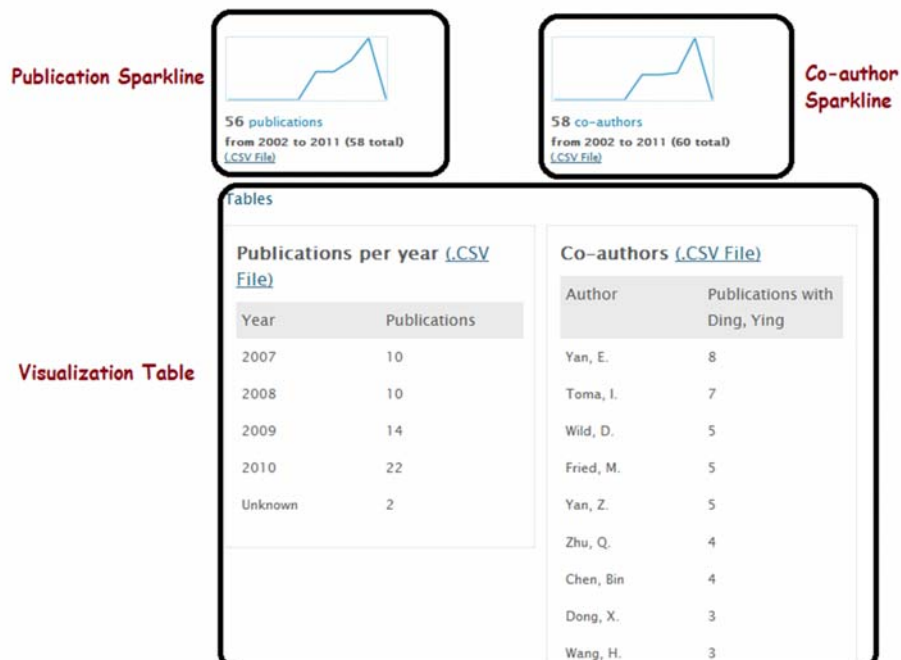 Publication Sparkline
56 publications
from 2002 to 2011 (58 total)
(.CSV File)
Co-author
Sparkline
58 co-authors
from 2002 to 2011 (60 total)
(.CSV File)
Visualization Table
Tables
Publications per year (.CSV
File)
Year Publications
2007 10
2008 10
2009 14
2010 22
Unknown 2
Co-authors (.CSV File)
Author Publications with
Ding, Ying
Yan, E. 8
Toma, I. 7
Wild, D. 5
Fried, M. 5
Yan, Z. 5
Zhu, Q. 4
Chen, Bin 4
Dong, X. 3
Wang, H. 3